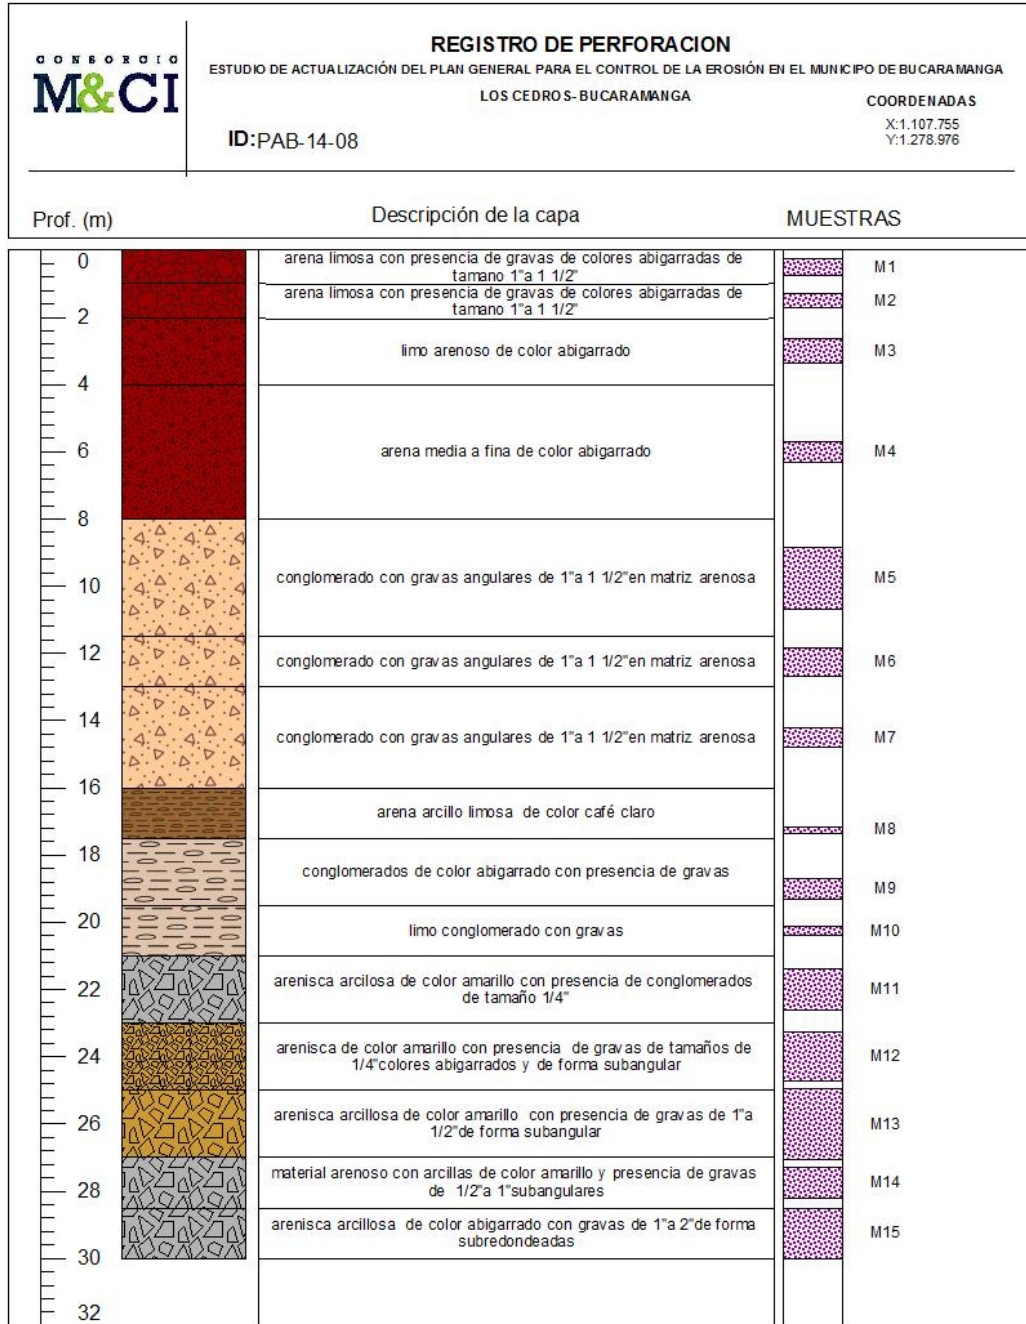 CONSORCIO
M&CI
REGISTRO DE PERFORACION
ESTUDIO DE ACTUALIZACIÓN DEL PLAN GENERAL PARA EL CONTROL DE LA EROSIÓN EN EL MUNICIPO DE BUCARAMANGA
LOS CEDROS- BUCARAMANGA
COORDENADAS
X:1.107.755
Y:1.278.976
ID:PAB-14-08
Prof. (m)
Descripción de la capa
MUESTRAS
0
arena limosa con presencia de gravas de colores abigarradas de
tamano 1"a 1 1/2"
M1
arena limosa con presencia de gravas de colores abigarradas de
tamano 1"a 1 1/2"
M2
2
limo arenoso de color abigarrado
M3
4
6
arena media a fina de color abigarrado
M4
8
10
conglomerado con gravas angulares de 1"a 1 1/2"en matriz arenosa
M5
12
conglomerado con gravas angulares de 1"a 1 1/2"en matriz arenosa
M6
14
conglomerado con gravas angulares de 1"a 1 1/2"en matriz arenosa
M7
16
arena arcillo limosa de color café claro
M8
18
conglomerados de color abigarrado con presencia de gravas
M9
20
limo conglomerado con gravas
M10
22
arenisca arcilosa de color amarillo con presencia de conglomerados
de tamaño 1/4"
M11
24
arenisca de color amarillo con presencia de gravas de tamaños de
1/4"colores abigarrados y de forma subangular
M12
26
arenisca arcillosa de color amarillo con presencia de gravas de 1"a
1/2"de forma subangular
M13
28
material arenoso con arcillas de color amarillo y presencia de gravas
de 1/2"a 1"subangulares
M14
arenisca arcillosa de color abigarrado con gravas de 1"a 2"de forma
subredondeadas
M15
30
32